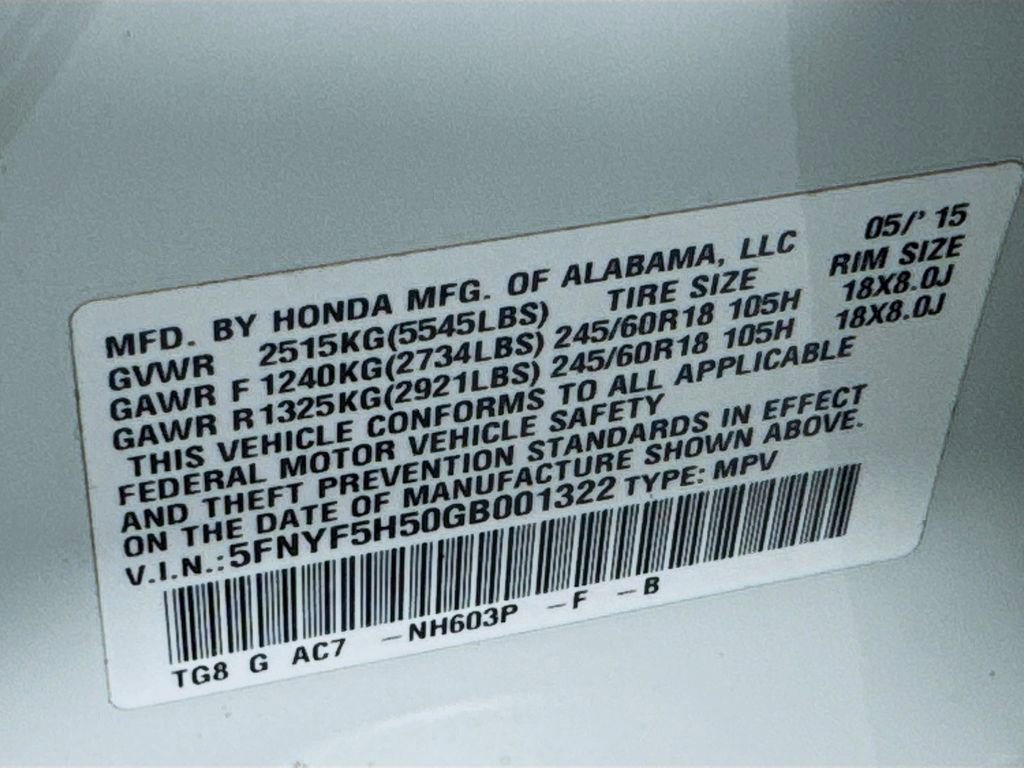 MFD. BY HONDA MFG. OF ALABAMA, LLC 05/' 15
GVWR 2515KG(5545LBS) TIRE SIZE RIM SIZE
GAWR F 1240KG(2734LBS) 245/60R18 105H 18X8.0J
GAWR R 1325KG(2921LBS) 245/60R18 105H 18X8.0J
THIS VEHICLE CONFORMS TO ALL APPLICABLE
FEDERAL MOTOR VEHICLE SAFETY
AND THEFT PREVENTION STANDARDS IN EFFECT
ON THE DATE OF MANUFACTURE SHOWN ABOVE.
V.I.N.: 5FNYF5H50GB001322 TYPE: MPV
TG8 G AC7 –NH603P –F –B